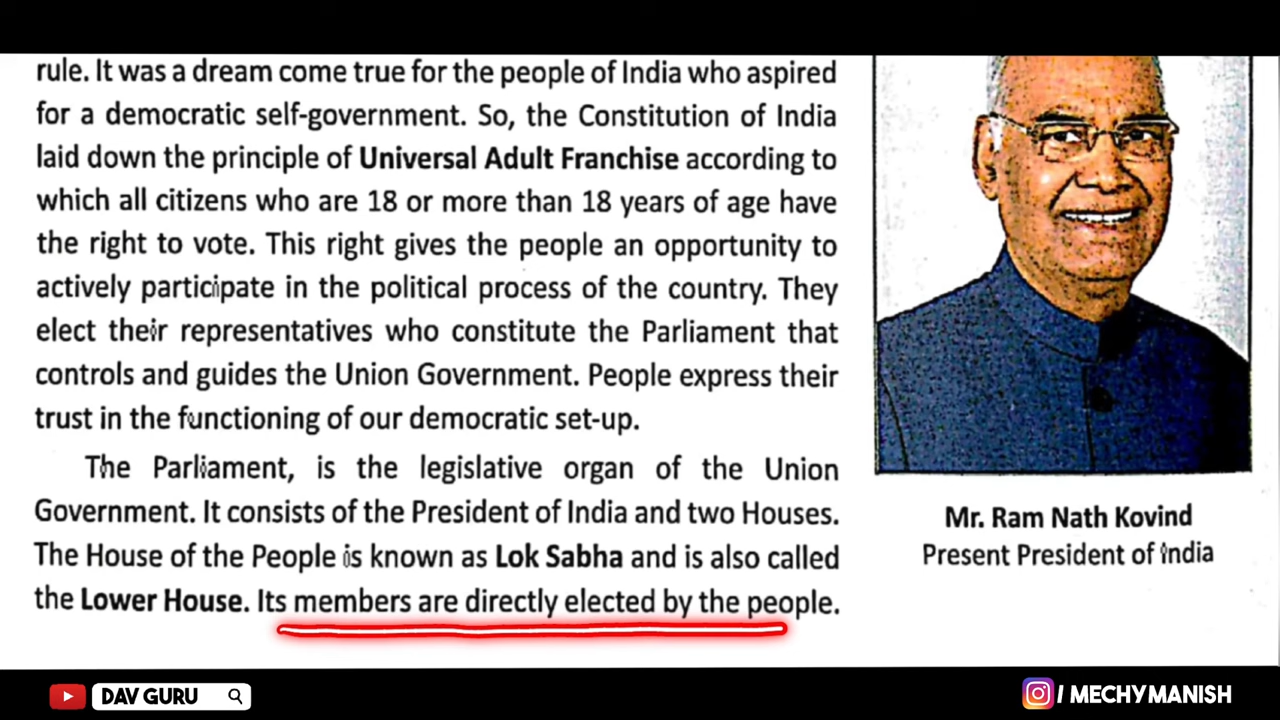 rule. It was a dream come true for the people of India who aspired
for a democratic self-government. So, the Constitution of India
laid down the principle of Universal Adult Franchise according to
which all citizens who are 18 or more than 18 years of age have
the right to vote. This right gives the people an opportunity to
actively participate in the political process of the country. They
elect their representatives who constitute the Parliament that
controls and guides the Union Government. People express their
trust in the functioning of our democratic set-up.
The Parliament, is the legislative organ of the Union
Government. It consists of the President of India and two Houses.
The House of the People is known as Lok Sabha and is also called
the Lower House. Its members are directly elected by the people.
Mr. Ram Nath Kovind
Present President of India
DAV GURU
/ MECHYMANISH